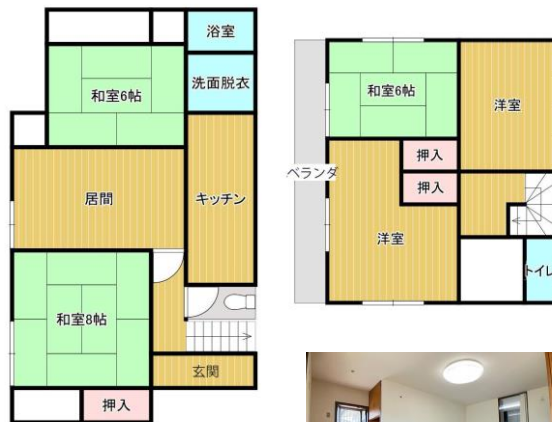 浴室
洗面脱衣
和室6帖
居間
キッチン
和室8帖
玄関
押入
和室6帖
洋室
押入
押入
ベランダ
洋室
トイレ